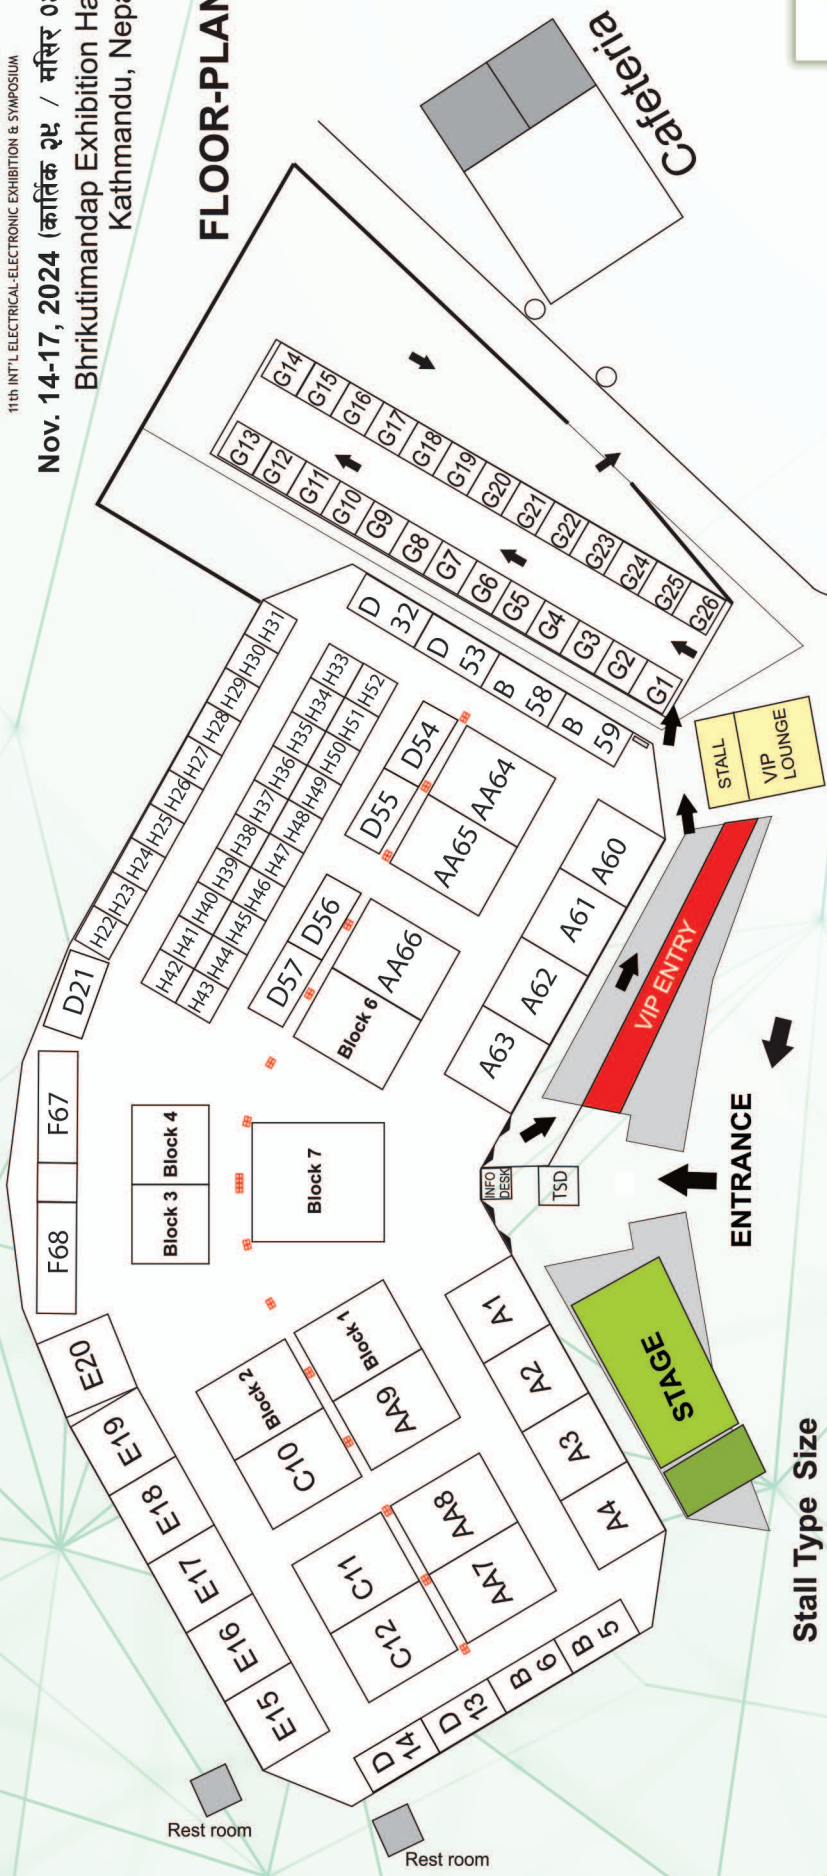 11th INT'L ELECTRICAL-ELECTRONIC EXHIBITION & SYMPOSIUM
Nov. 14-17, 2024 (कार्तिक २९ / मंसिर
Bhrikutimandap Exhibition
Kathmandu,
FLOOR-PLAN
Cafeteria
G14
G15
G16
G17
G18
G19
G20
G21
G22
G23
G24
G25
G26
G13
G12
G11
G10
G9
G8
G7
G6
G5
G4
G3
G2
G1
H31
H30
H29
H28
H27
H26
H25
H24
H23
H22
D21
H33
H34
H35
H36
H37
H38
H39
H40
H41
H42
H52
H51
H50
H49
H48
H47
H46
H45
H44
H43
D 32
D 53
B 58
B 59
D54
D55
AA64
AA65
D56
D57
AA66
Block 6
A60
A61
A62
A63
STALL
VIP LOUNGE
VIP ENTRY
F67
F68
Block 4
Block 3
Block 7
INFO DESK
TSD
ENTRANCE
E20
E19
E18
E17
E16
E15
Block 2
C10
Block 1
AA9
C11
C12
AA8
AA7
A1
A2
A3
A4
STAGE
B 5
B 6
D 13
D 14
Rest room
Rest room
Stall Type Size